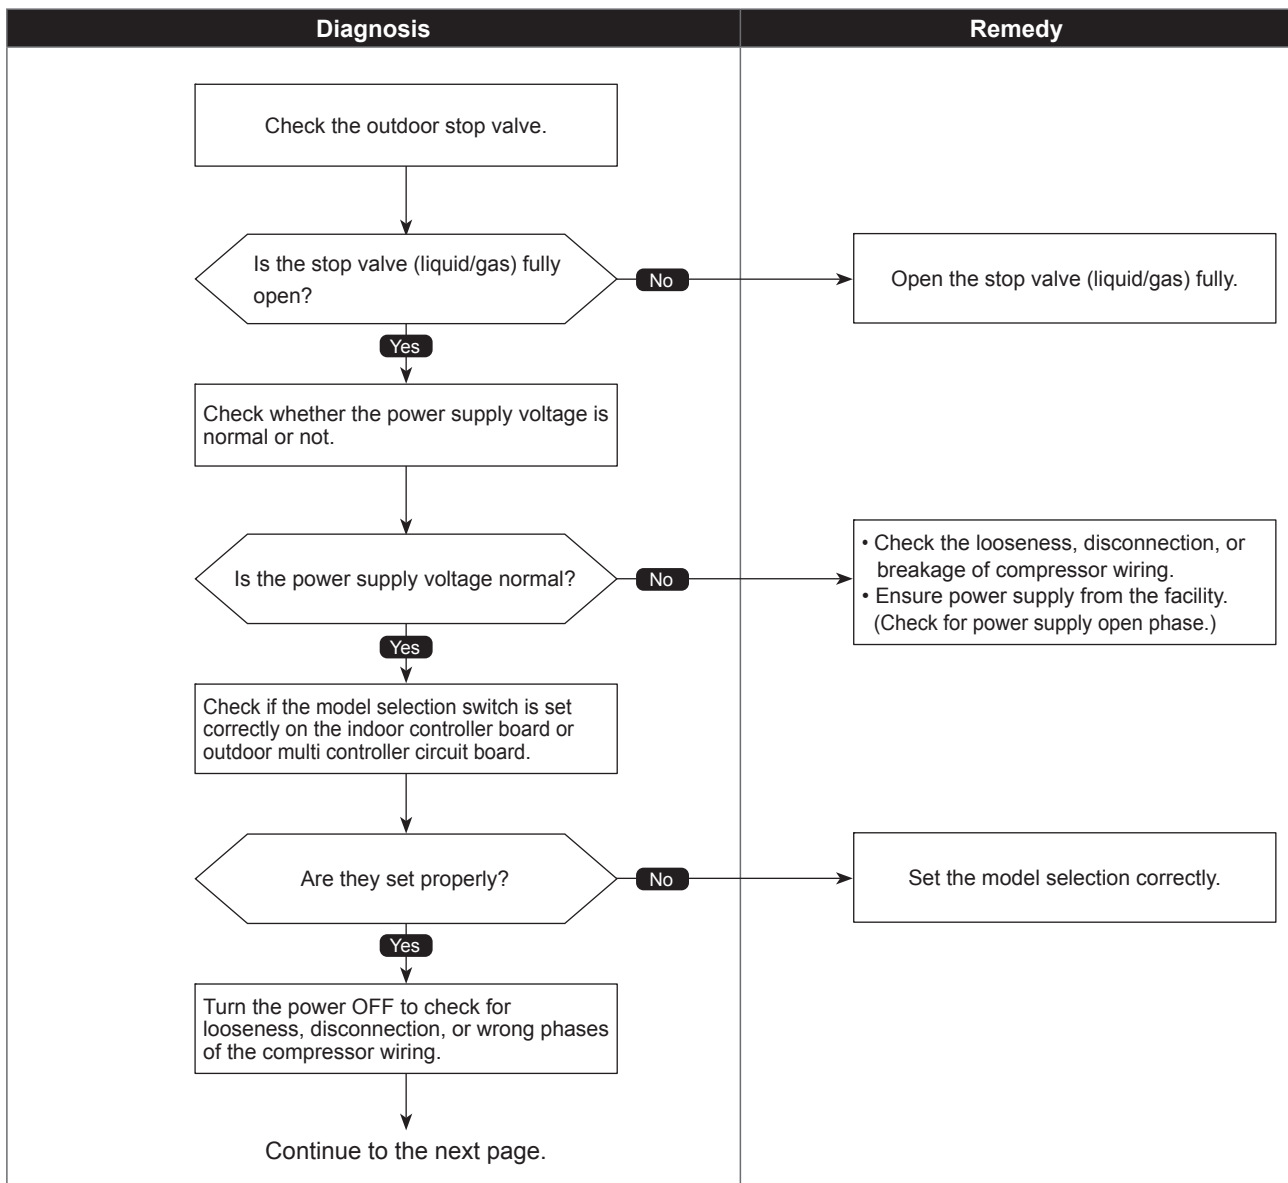 Diagnosis
Remedy
Check the outdoor stop valve.
Is the stop valve (liquid/gas) fully
open?
No
Open the stop valve (liquid/gas) fully.
Yes
Check whether the power supply voltage is
normal or not.
Is the power supply voltage normal?
No
• Check the looseness, disconnection, or
breakage of compressor wiring.
• Ensure power supply from the facility.
(Check for power supply open phase.)
Yes
Check if the model selection switch is set
correctly on the indoor controller board or
outdoor multi controller circuit board.
Are they set properly?
No
Set the model selection correctly.
Yes
Turn the power OFF to check for
looseness, disconnection, or wrong phases
of the compressor wiring.
Continue to the next page.